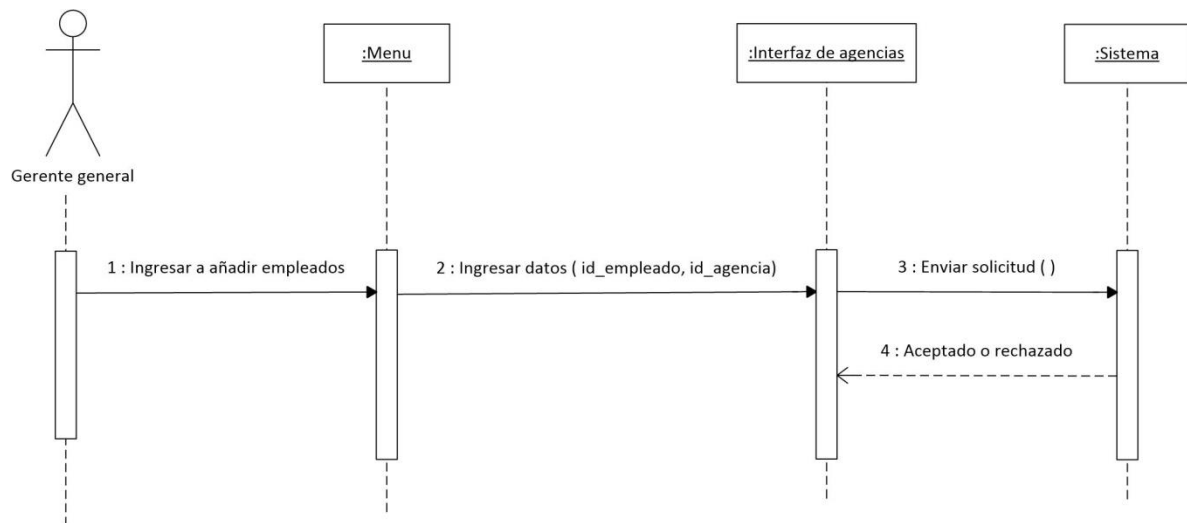 :Menu
:Interfaz de agencias
:Sistema
Gerente general
1 : Ingresar a añadir empleados
2 : Ingresar datos ( id_empleado, id_agencia)
3 : Enviar solicitud ( )
4 : Aceptado o rechazado